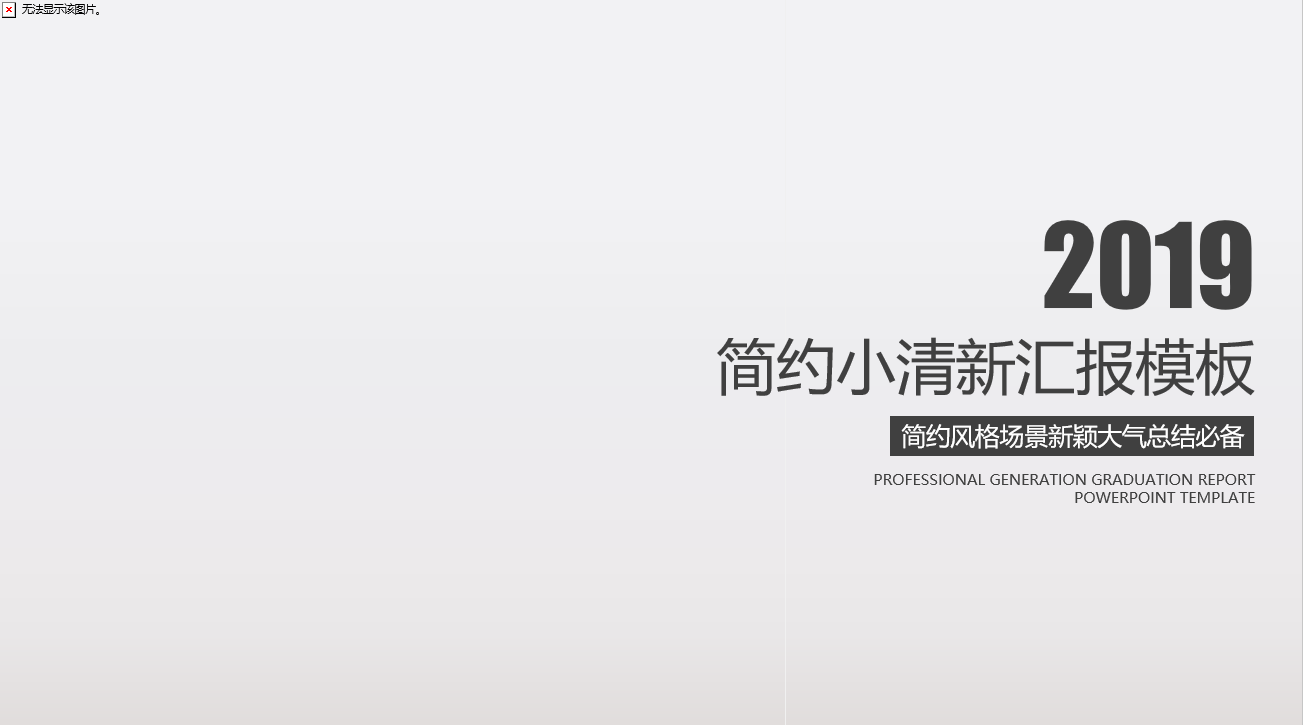 无法显示该图片。
2019
简约小清新汇报模板
简约风格场景新颖大气总结必备
PROFESSIONAL GENERATION GRADUATION REPORT
POWERPOINT TEMPLATE